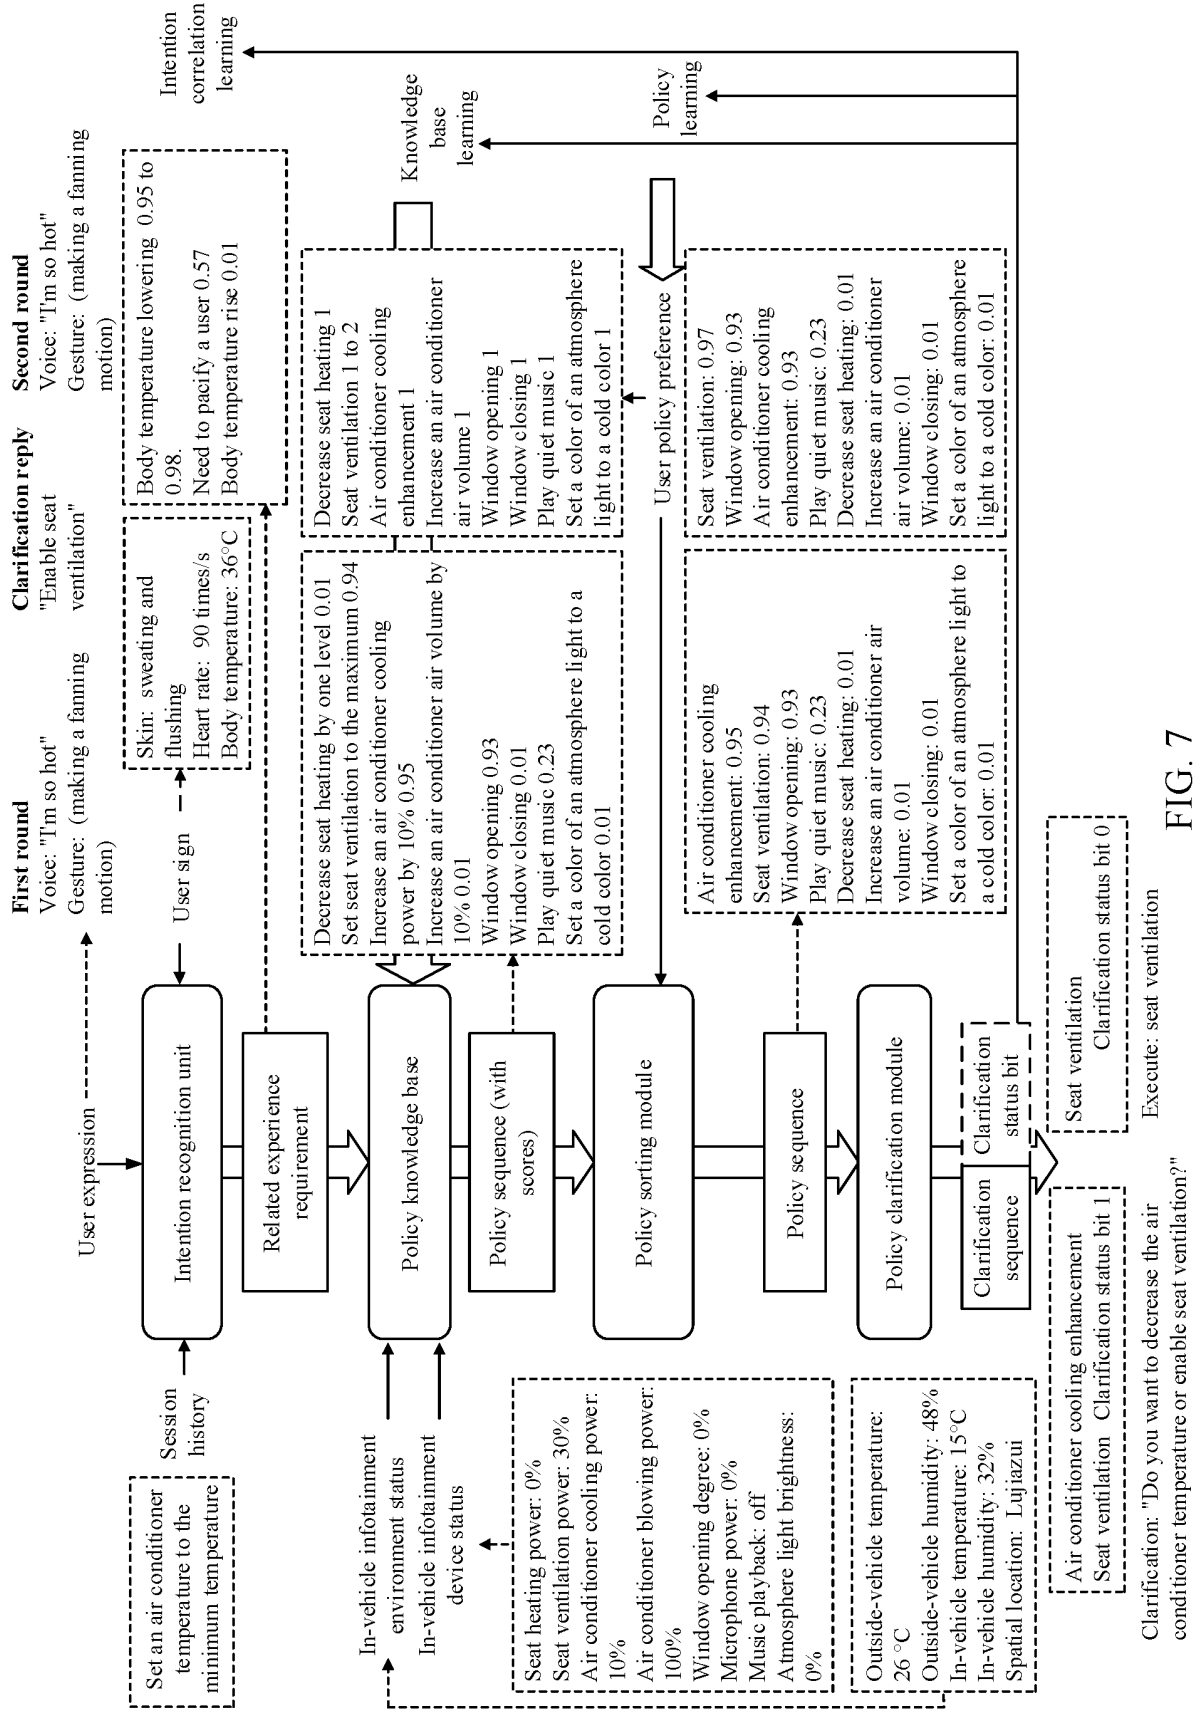 First round
Voice: "I'm so hot"
Gesture: (making a fanning
motion)
Clarification reply
"Enable seat
ventilation"
Second round
Voice: "I'm so hot"
Gesture: (making a fanning
motion)
User expression
Set an air conditioner
temperature to the
minimum temperature
Session
history
Intention recognition unit
User sign
Skin: sweating and
flushing
Heart rate: 90 times/s
Body temperature: 36°C
Body temperature lowering 0.95 to
0.98.
Need to pacify a user 0.57
Body temperature rise 0.01
Intention
correlation
learning
Related experience
requirement
In-vehicle infotainment
environment status
In-vehicle infotainment
device status
Policy knowledge base
Decrease seat heating by one level 0.01
Set seat ventilation to the maximum 0.94
Increase an air conditioner cooling
power by 10% 0.95
Increase an air conditioner air volume by
10% 0.01
Window opening 0.93
Window closing 0.01
Play quiet music 0.23
Set a color of an atmosphere light to a
cold color 0.01
Decrease seat heating 1
Seat ventilation 1 to 2
Air conditioner cooling
enhancement 1
Increase an air conditioner
air volume 1
Window opening 1
Window closing 1
Play quiet music 1
Set a color of an atmosphere
light to a cold color 1
Knowledge
base
learning
Policy sequence (with
scores)
Seat heating power: 0%
Seat ventilation power: 30%
Air conditioner cooling power:
10%
Air conditioner blowing power:
100%
Window opening degree: 0%
Microphone power: 0%
Music playback: off
Atmosphere light brightness:
0%
Policy sorting module
User policy preference
Policy
learning
Policy sequence
Air conditioner cooling
enhancement: 0.95
Seat ventilation: 0.94
Window opening: 0.93
Play quiet music: 0.23
Decrease seat heating: 0.01
Increase an air conditioner air
volume: 0.01
Window closing: 0.01
Set a color of an atmosphere light to
a cold color: 0.01
Seat ventilation: 0.97
Window opening: 0.93
Air conditioner cooling
enhancement: 0.93
Play quiet music: 0.23
Decrease seat heating: 0.01
Increase an air conditioner
air volume: 0.01
Window closing: 0.01
Set a color of an atmosphere
light to a cold color: 0.01
Outside-vehicle temperature:
26 °C
Outside-vehicle humidity: 48%
In-vehicle temperature: 15°C
In-vehicle humidity: 32%
Spatial location: Lujiazui
Policy clarification module
Clarification
sequence
Clarification
status bit
Air conditioner cooling enhancement
Seat ventilation Clarification status bit 1
Seat ventilation
Clarification status bit 0
Clarification: "Do you want to decrease the air
conditioner temperature or enable seat ventilation?"
Execute: seat ventilation
FIG. 7